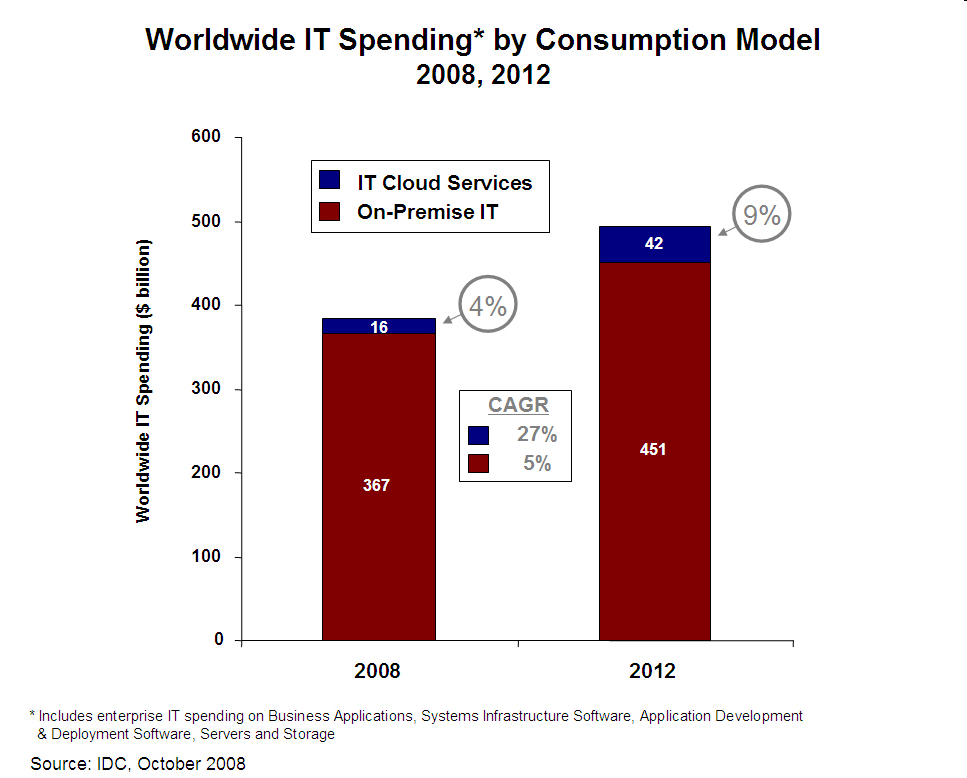 Worldwide IT Spending* by Consumption Model
2008, 2012
600
500
400
300
200
100
0
Worldwide IT Spending ($ billion)
IT Cloud Services
On-Premise IT
16
367
4%
42
451
9%
CAGR
27%
5%
2008
2012
* Includes enterprise IT spending on Business Applications, Systems Infrastructure Software, Application Development
& Deployment Software, Servers and Storage
Source: IDC, October 2008